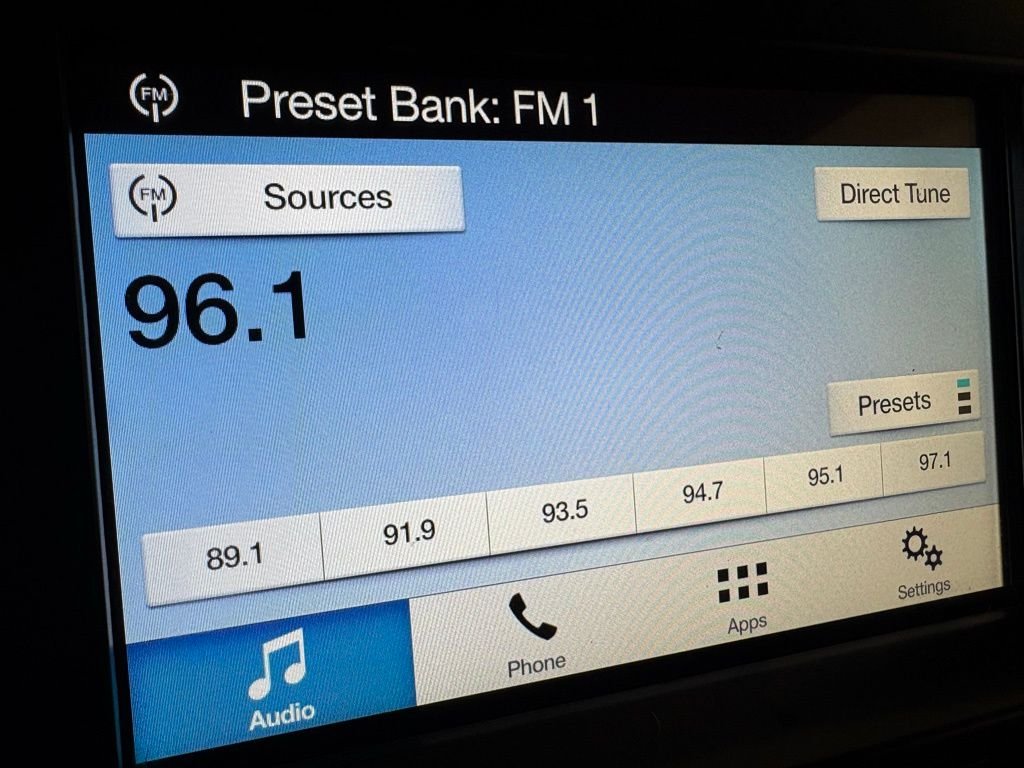 FM Preset Bank: FM 1
FM Sources
Direct Tune
96.1
Presets
89.1 91.9 93.5 94.7 95.1 97.1
Audio Phone Apps Settings